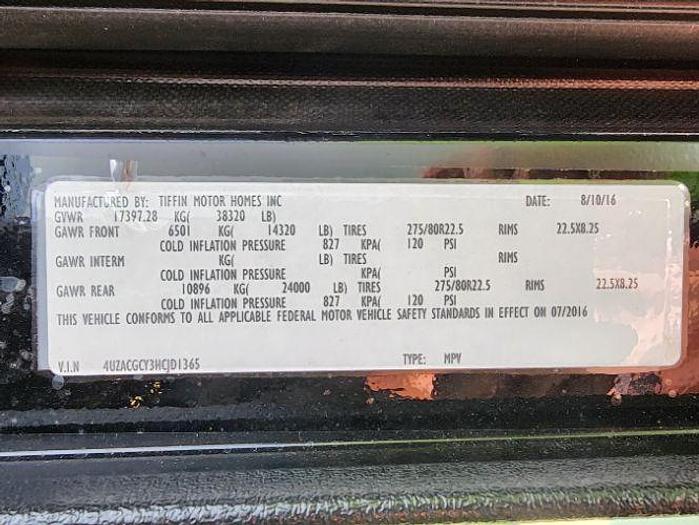 MANUFACTURED BY: TIFFIN MOTOR HOMES INC DATE: 8/10/16
GVWR 17397.28 KG( 38320 LB)
GAWR FRONT 6501 KG( 14320 LB) TIRES 275/80R22.5 RIMS 22.5X8.25
COLD INFLATION PRESSURE 827 KPA( 120 PSI
GAWR INTERM KG( LB) TIRES RIMS
COLD INFLATION PRESSURE KPA( PSI
GAWR REAR 10896 KG( 24000 LB) TIRES 275/80R22.5 RIMS 22.5X8.25
COLD INFLATION PRESSURE 827 KPA( 120 PSI
THIS VEHICLE CONFORMS TO ALL APPLICABLE FEDERAL MOTOR VEHICLE SAFETY STANDARDS IN EFFECT ON 07/2016
V.I.N 4UZACGCY3HCJD1365 TYPE: MPV